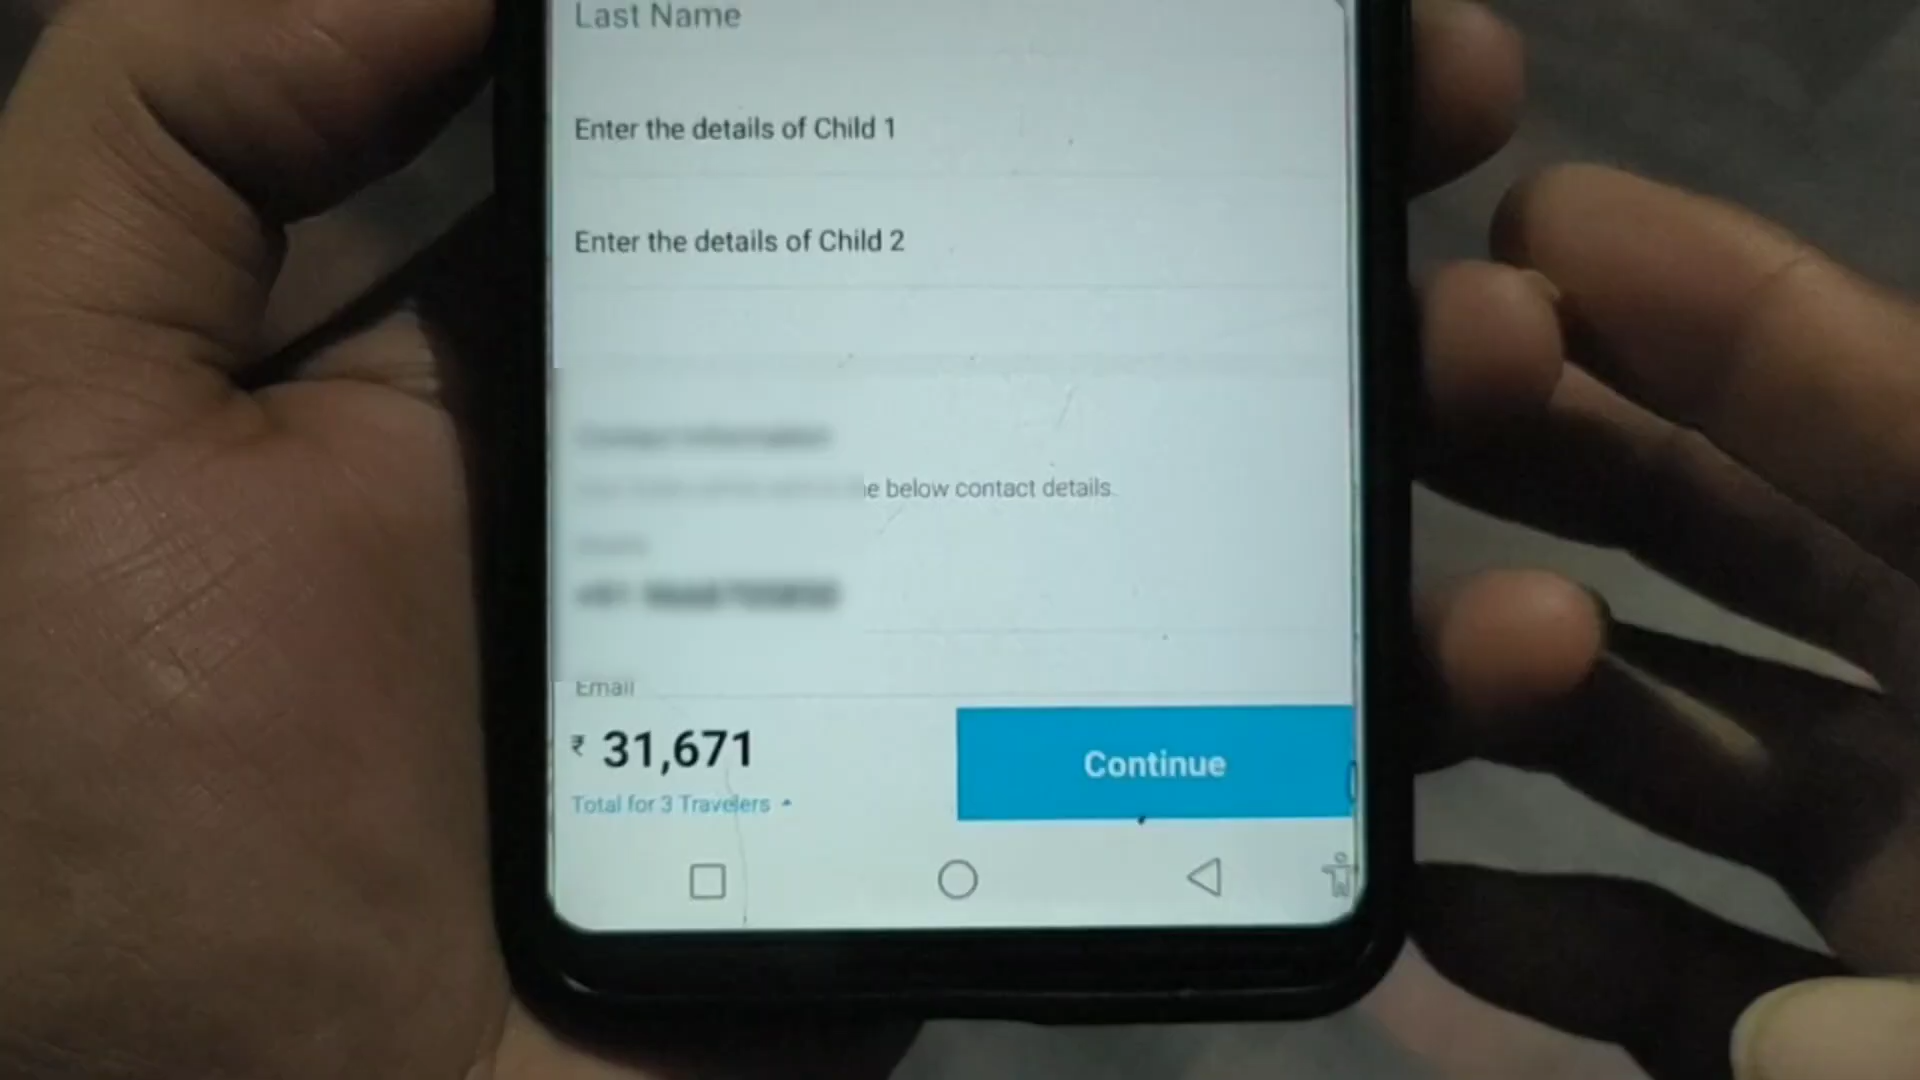 Last Name
Enter the details of Child 1
Enter the details of Child 2
below contact details.
Email
₹ 31,671
Total for 3 Travelers
Continue